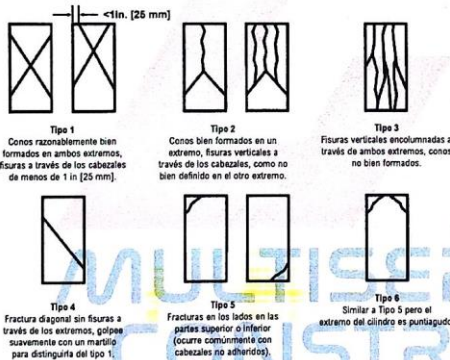 <1in. [25 mm]
Tipo 1
Conos razonablemente bien
formados en ambos extremos,
fisuras a través de los cabezales
de menos de 1 in [25 mm].
Tipo 2
Conos bien formados en un
extremo, fisuras verticales a
través de los cabezales, como no
bien definido en el otro extremo.
Tipo 3
Fisuras verticales encolumnadas a
través de ambos extremos, conos
no bien formados.
Tipo 4
Fractura diagonal sin fisuras a
través de los extremos, golpee
suavemente con un martillo
para distinguirla del tipo 1.
Tipo 5
Fracturas en los lados en las
partes superior o inferior
(ocurre comúnmente con
cabezales no adheridos).
Tipo 6
Similar a Tipo 5 pero el
extremo del cilindro es puntiagudo